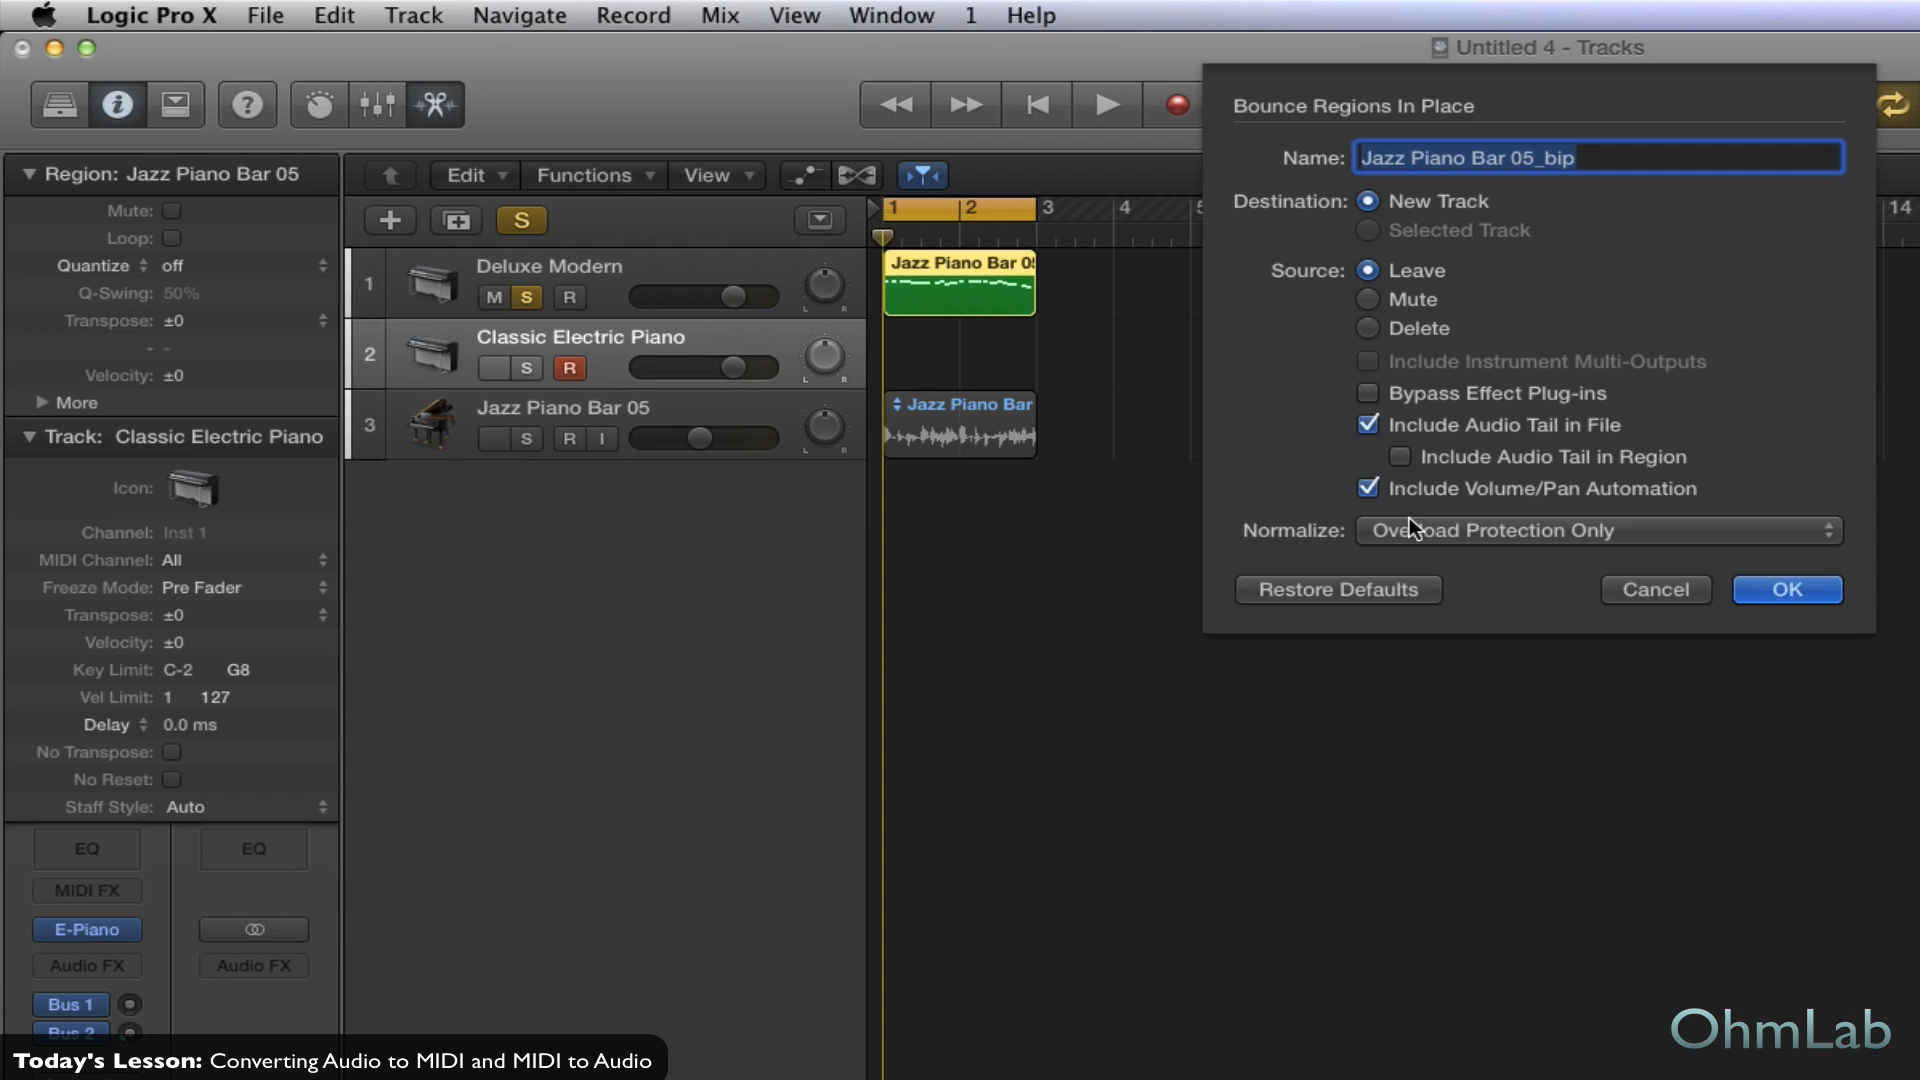 Logic Pro X File Edit Track Navigate Record Mix View Window 1 Help
Untitled 4 - Tracks
Bounce Regions In Place
Name: Jazz Piano Bar 05_bip
Destination: New Track
Selected Track
Source: Leave
Mute
Delete
Include Instrument Multi-Outputs
Bypass Effect Plug-ins
Include Audio Tail in File
Include Audio Tail in Region
Include Volume/Pan Automation
Normalize: Overload Protection Only
Restore Defaults Cancel OK
Region: Jazz Piano Bar 05
Mute:
Loop:
Quantize off
Q-Swing: 50%
Transpose: ±0
- -
Velocity: ±0
More
Track: Classic Electric Piano
Icon:
Channel: Inst 1
MIDI Channel: All
Freeze Mode: Pre Fader
Transpose: ±0
Velocity: ±0
Key Limit: C-2 G8
Vel Limit: 1 127
Delay 0.0 ms
No Transpose:
No Reset:
Staff Style: Auto
EQ EQ
MIDI FX
E-Piano
Audio FX Audio FX
Bus 1
Bus 2
Edit Functions View
S
1 2 3 4 5 14
1 Deluxe Modern
M S R
L R
Jazz Piano Bar 05
2 Classic Electric Piano
S R
L R
3 Jazz Piano Bar 05
S R I
L R
Jazz Piano Bar
OhmLab
Today's Lesson: Converting Audio to MIDI and MIDI to Audio